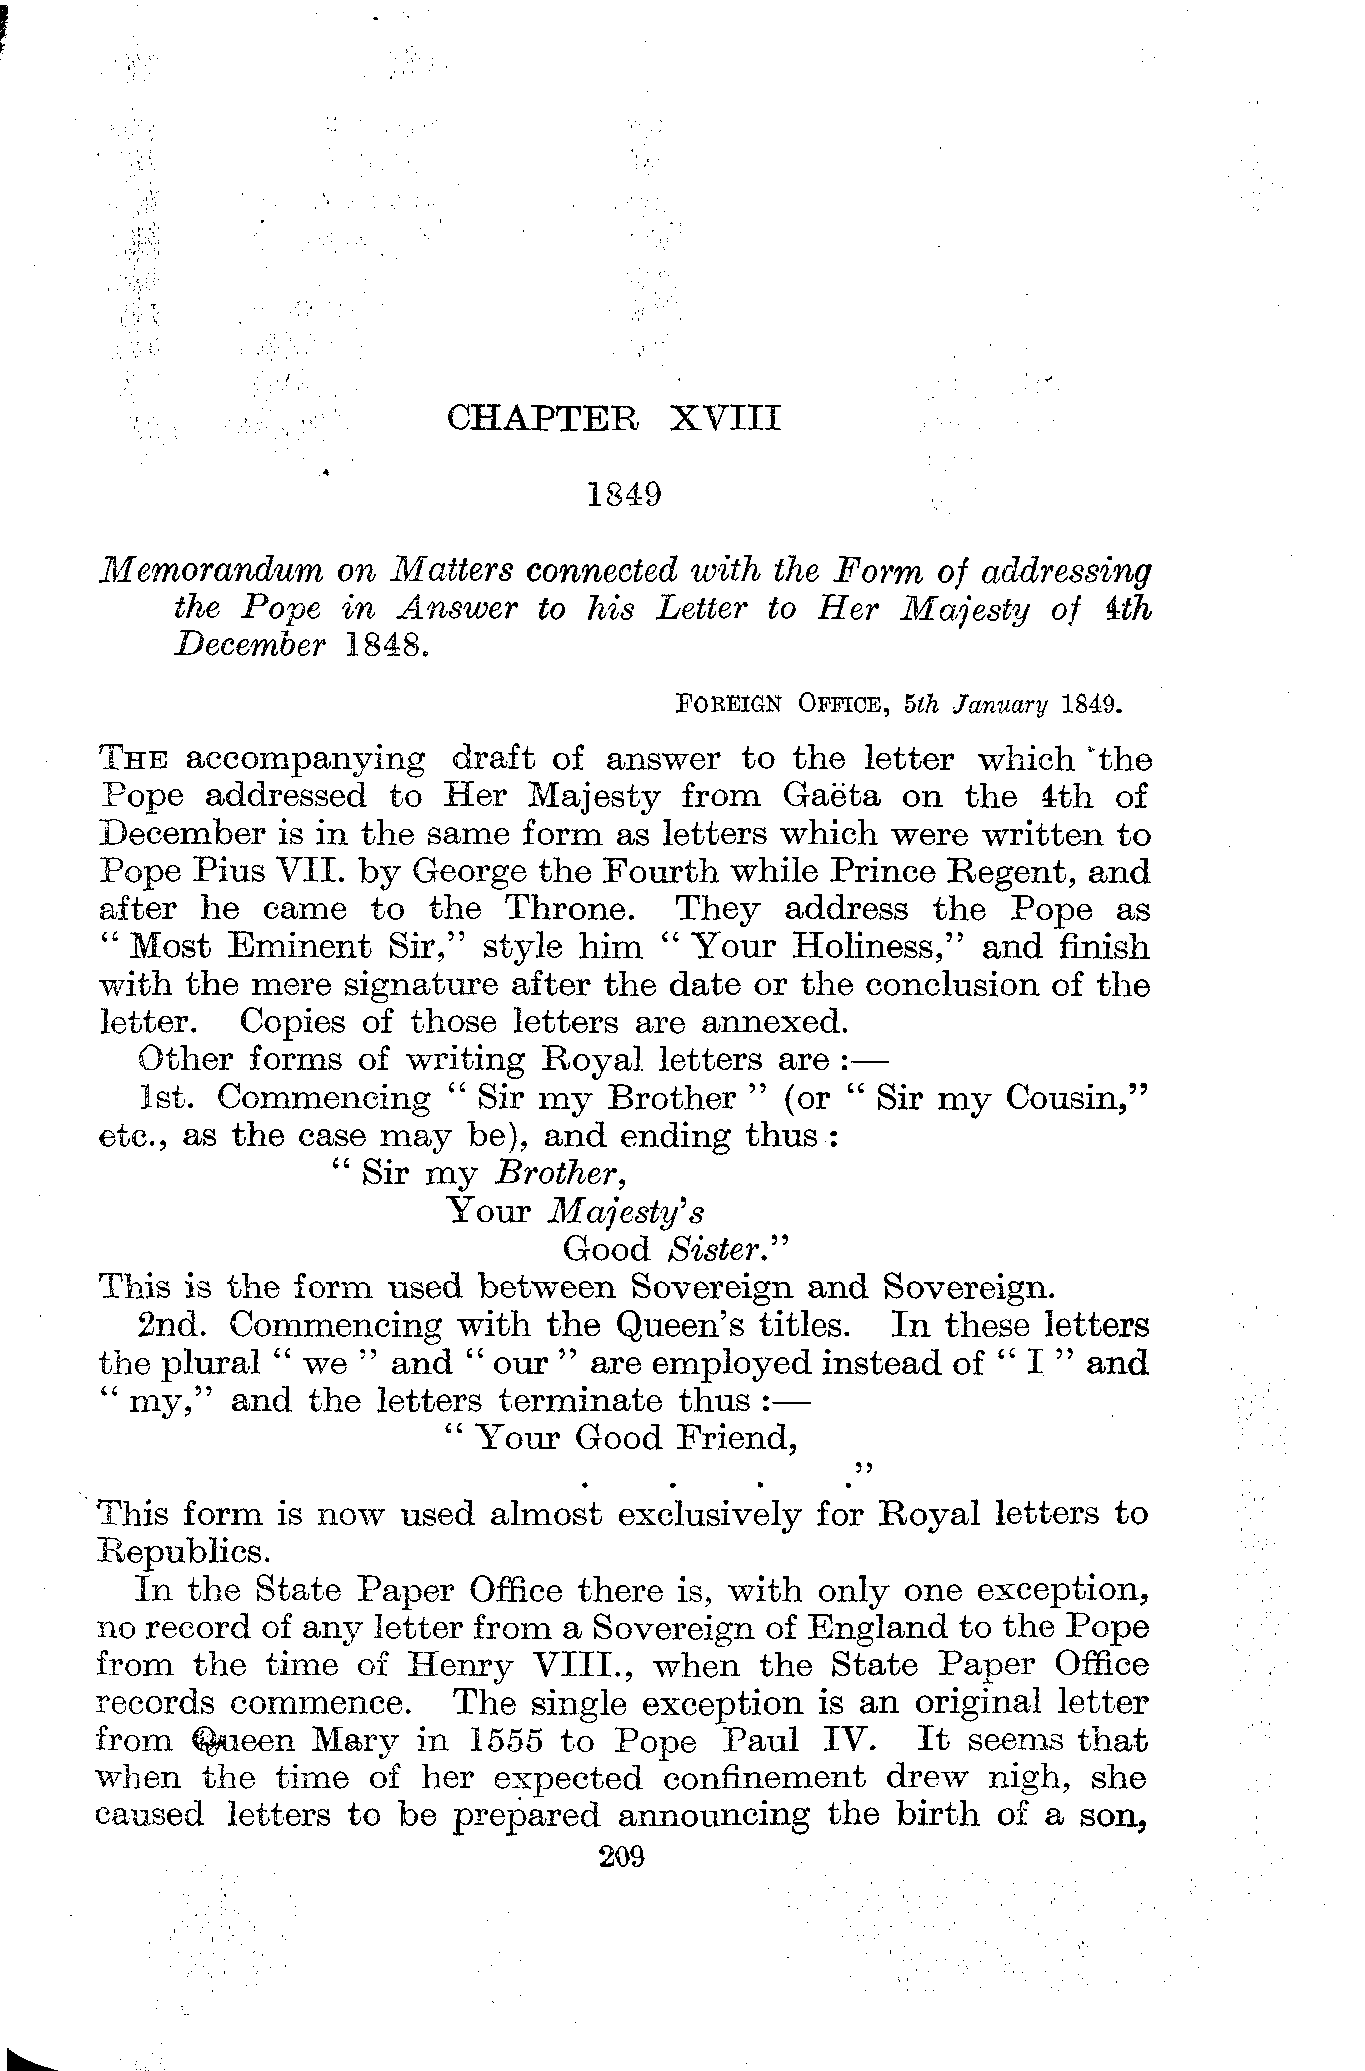 CHAPTER XVIII
1849
Memorandum on Matters connected with the Form of addressing
the Pope in Answer to his Letter to Her Majesty of 4th
December 1848.
FOREIGN OFFICE, 5th January 1849.
THE accompanying draft of answer to the letter which the
Pope addressed to Her Majesty from Gaëta on the 4th of
December is in the same form as letters which were written to
Pope Pius VII. by George the Fourth while Prince Regent, and
after he came to the Throne. They address the Pope as
“ Most Eminent Sir,” style him “ Your Holiness,” and finish
with the mere signature after the date or the conclusion of the
letter. Copies of those letters are annexed.
Other forms of writing Royal letters are :—
1st. Commencing “ Sir my Brother ” (or “ Sir my Cousin,”
etc., as the case may be), and ending thus :
“ Sir my Brother,
Your Majesty’s
Good Sister.”
This is the form used between Sovereign and Sovereign.
2nd. Commencing with the Queen’s titles. In these letters
the plural “ we ” and “ our ” are employed instead of “ I ” and
“ my,” and the letters terminate thus :—
“ Your Good Friend,
. . . .”
This form is now used almost exclusively for Royal letters to
Republics.
In the State Paper Office there is, with only one exception,
no record of any letter from a Sovereign of England to the Pope
from the time of Henry VIII., when the State Paper Office
records commence. The single exception is an original letter
from Queen Mary in 1555 to Pope Paul IV. It seems that
when the time of her expected confinement drew nigh, she
caused letters to be prepared announcing the birth of a son,
209